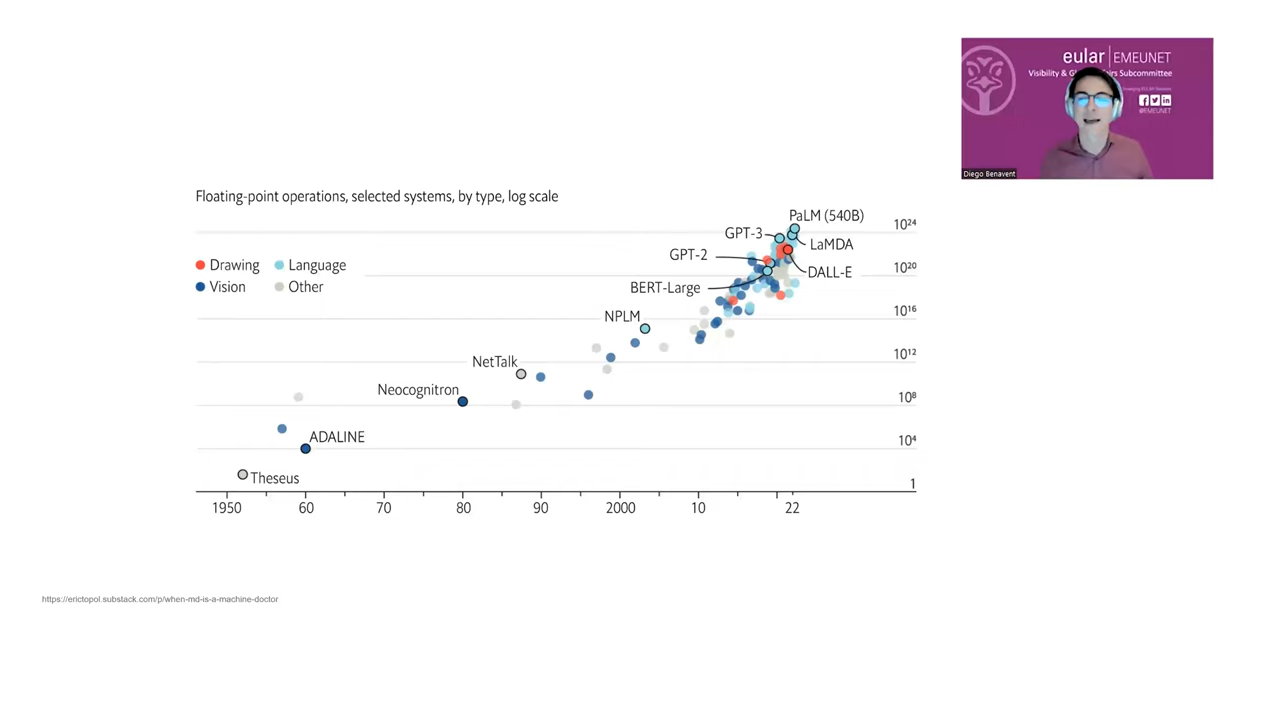 eular | EMEUNET
Visibility & G irs Subcommittee
@EMEUNET
Diego Benavent
Floating-point operations, selected systems, by type, log scale
Drawing
Language
Vision
Other
PaLM (540B)
GPT-3
LaMDA
GPT-2
DALL-E
BERT-Large
NPLM
NetTalk
Neocognitron
ADALINE
Theseus
10²⁴
10²⁰
10¹⁶
10¹²
10⁸
10⁴
1
1950 60 70 80 90 2000 10 22
https://erictopol.substack.com/p/when-md-is-a-machine-doctor